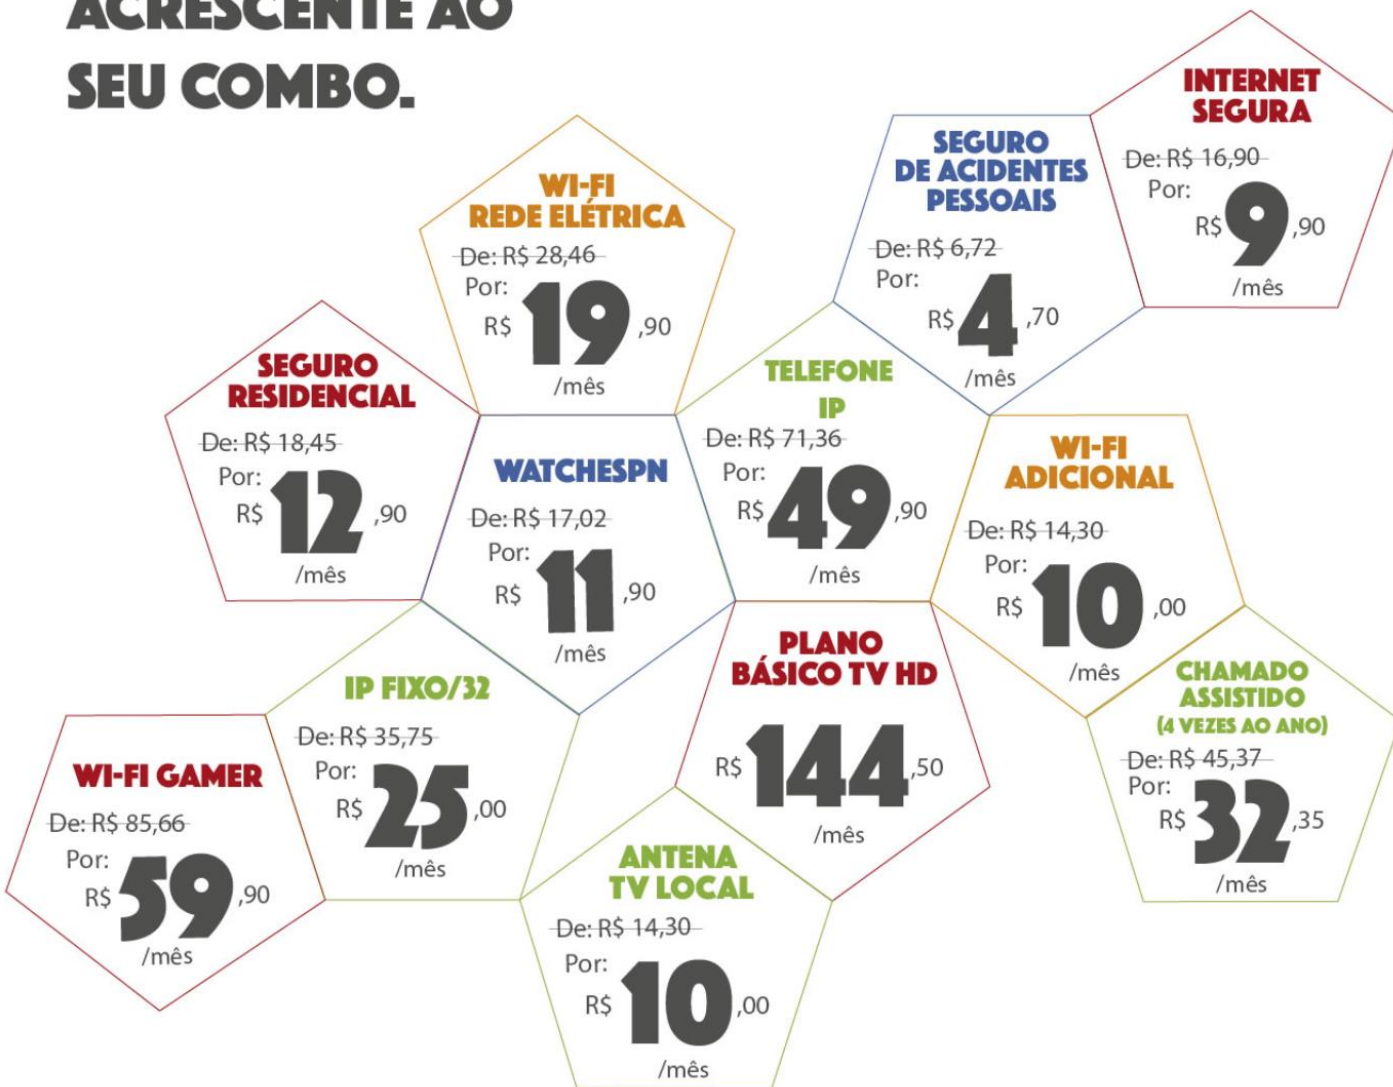 ACRESCENTE AO
SEU COMBO.
INTERNET
SEGURA
De: R$ 16,90
Por:
R$ 9,90
/mês
SEGURO
DE ACIDENTES
PESSOAIS
De: R$ 6,72
Por:
R$ 4,70
/mês
WI-FI
REDE ELÉTRICA
De: R$ 28,46
Por:
R$ 19,90
/mês
SEGURO
RESIDENCIAL
De: R$ 18,45
Por:
R$ 12,90
/mês
WATCHESPN
De: R$ 17,02
Por:
R$ 11,90
/mês
TELEFONE
IP
De: R$ 71,36
Por:
R$ 49,90
/mês
WI-FI
ADICIONAL
De: R$ 14,30
Por:
R$ 10,00
/mês
WI-FI GAMER
De: R$ 85,66
Por:
R$ 59,90
/mês
IP FIXO/32
De: R$ 35,75
Por:
R$ 25,00
/mês
PLANO
BÁSICO TV HD
R$ 144,50
/mês
CHAMADO
ASSISTIDO
(4 VEZES AO ANO)
De: R$ 45,37
Por:
R$ 32,35
/mês
ANTENA
TV LOCAL
De: R$ 14,30
Por:
R$ 10,00
/mês